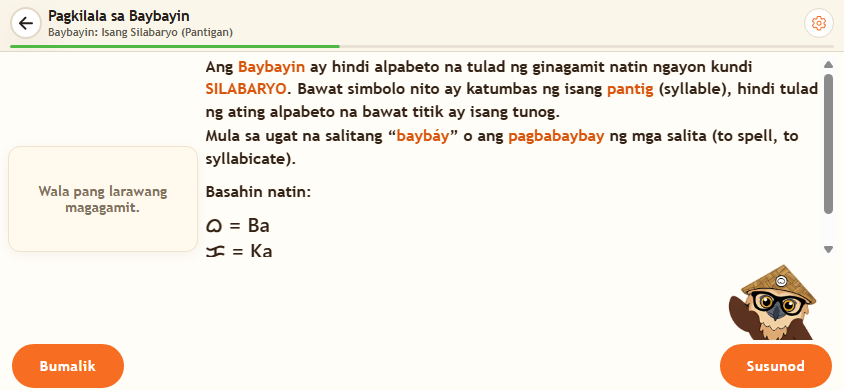 Pagkilala sa Baybayin
Baybayin: Isang Silabaryo (Pantigan)
Ang Baybayin ay hindi alpabeto na tulad ng ginagamit natin ngayon kundi
SILABARYO. Bawat simbolo nito ay katumbas ng isang pantig (syllable), hindi tulad
ng ating alpabeto na bawat titik ay isang tunog.
Mula sa ugat na salitang “baybáy” o ang pagbabaybay ng mga salita (to spell, to
syllabicate).
Wala pang larawang
magagamit.
Basahin natin:
ᜊ = Ba
ᜃ = Ka
Bumalik
Susunod